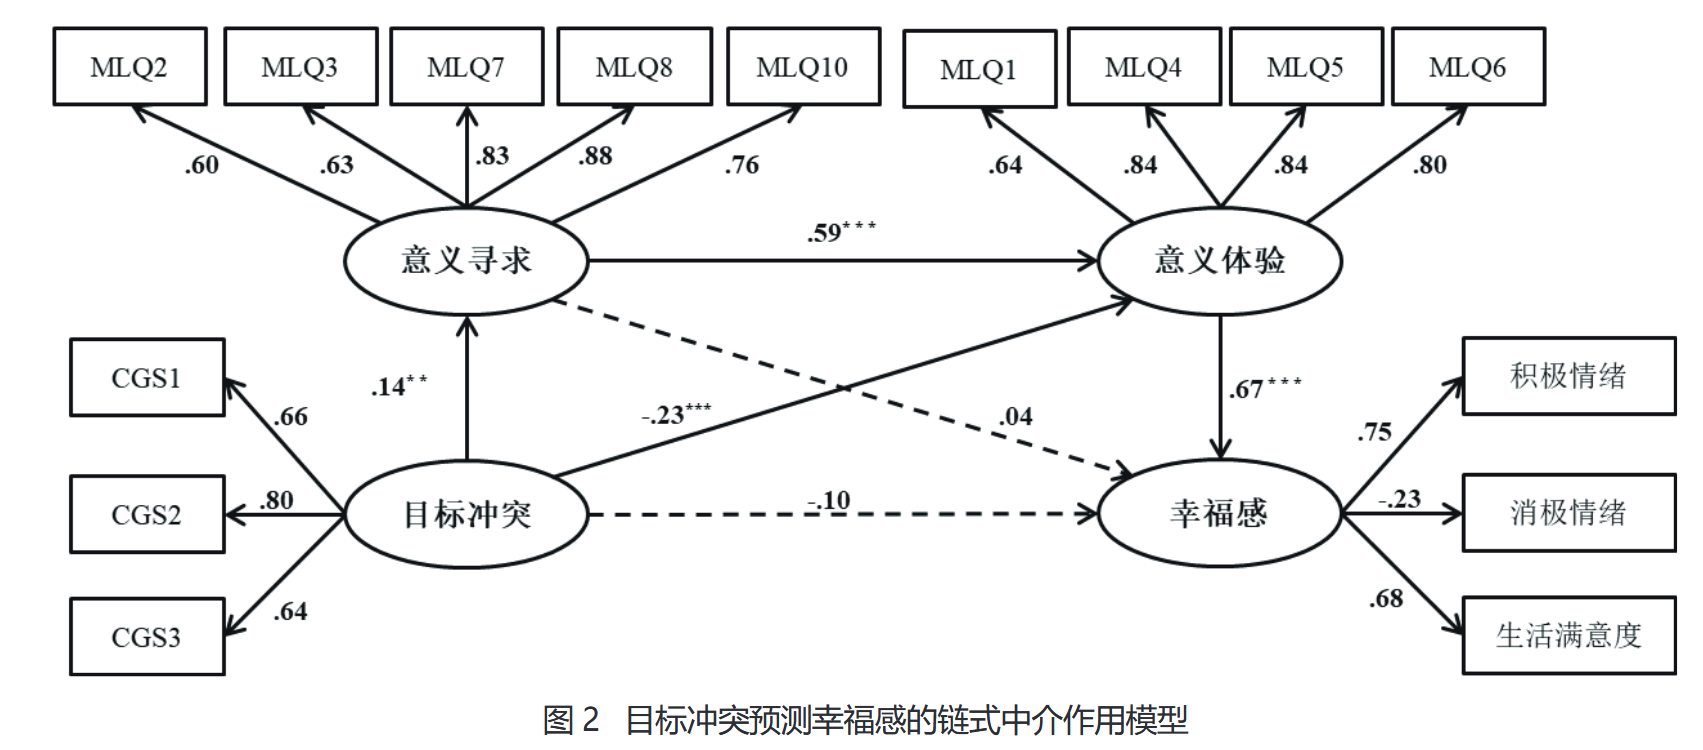 MLQ2 MLQ3 MLQ7 MLQ8 MLQ10 MLQ1 MLQ4 MLQ5 MLQ6
.60 .63 .83 .88 .76 .64 .84 .84 .80
意义寻求 .59*** 意义体验
CGS1 .14** -.23*** .04 .67*** 积极情绪
.66 .75
CGS2 .80 目标冲突 -.10 幸福感 -.23 消极情绪
.64 .68
CGS3 生活满意度
图 2 目标冲突预测幸福感的链式中介作用模型